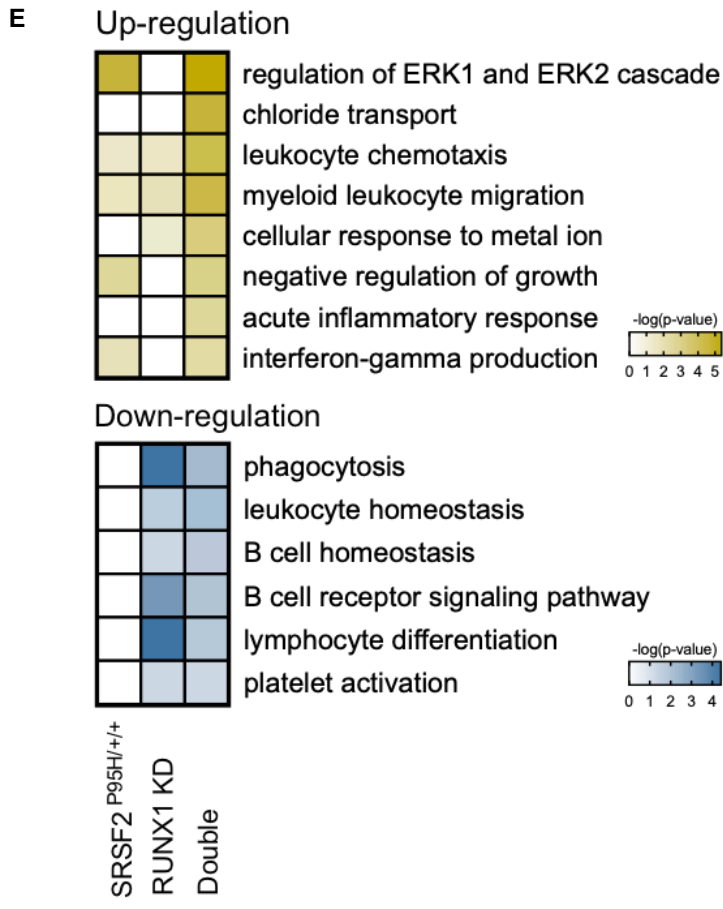 E
Up-regulation
regulation of ERK1 and ERK2 cascade
chloride transport
leukocyte chemotaxis
myeloid leukocyte migration
cellular response to metal ion
negative regulation of growth
acute inflammatory response
interferon-gamma production
-log(p-value)
0 1 2 3 4 5
Down-regulation
phagocytosis
leukocyte homeostasis
B cell homeostasis
B cell receptor signaling pathway
lymphocyte differentiation
platelet activation
-log(p-value)
0 1 2 3 4
SRSF2 P95H/+/+
RUNX1 KD
Double